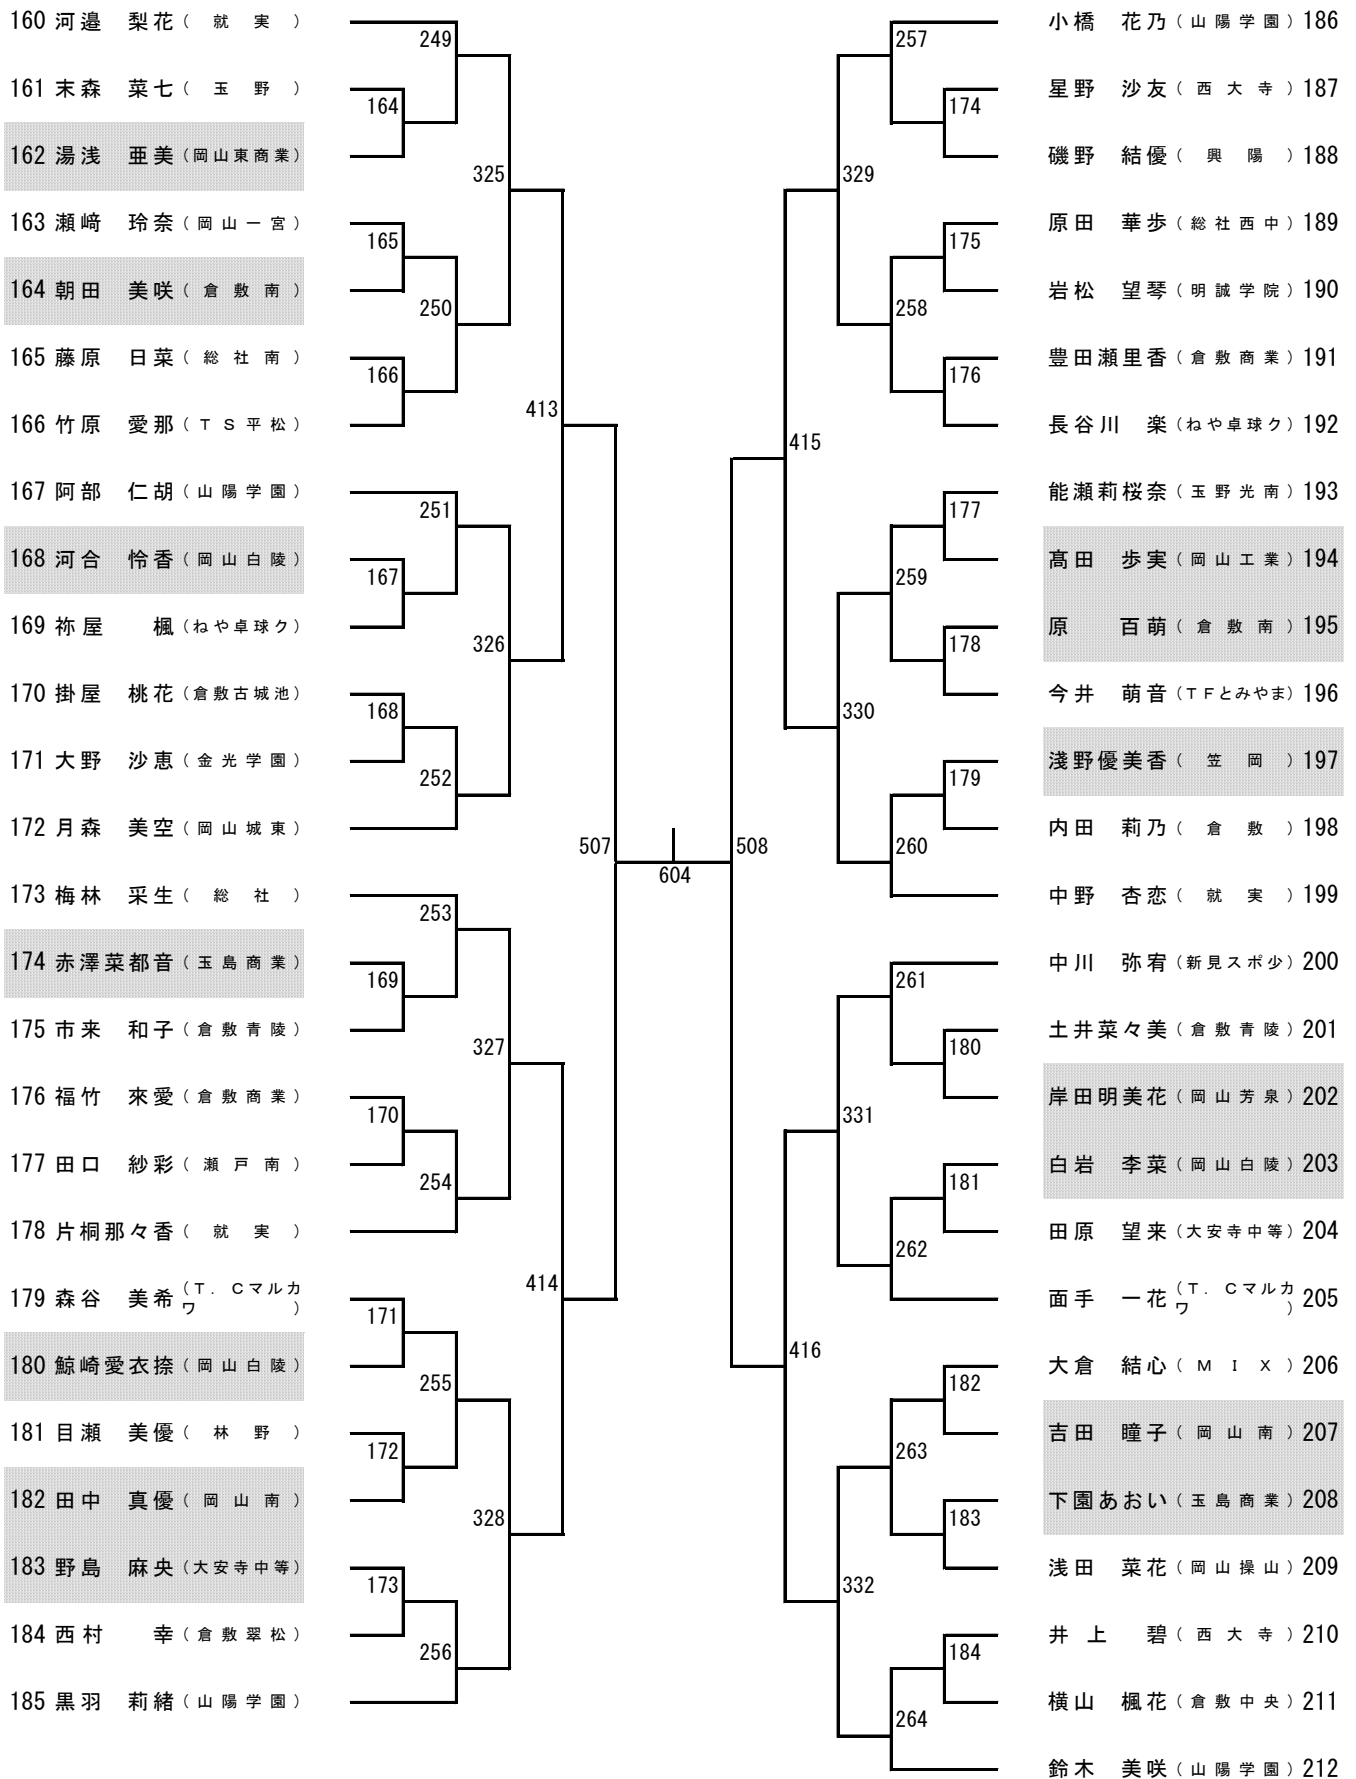 160 河邉 梨花 (就実)
249
161 末森 菜七 (玉野)
164
162 湯浅 亜美 (岡山東商業)
325
163 瀬﨑 玲奈 (岡山一宮)
165
164 朝田 美咲 (倉敷南)
250
165 藤原 日菜 (総社南)
166
413
166 竹原 愛那 (TS平松)
167 阿部 仁胡 (山陽学園)
251
168 河合 怜香 (岡山白陵)
167
169 祢屋 楓 (ねや卓球ク)
326
170 掛屋 桃花 (倉敷古城池)
168
171 大野 沙恵 (金光学園)
252
172 月森 美空 (岡山城東)
507
173 梅林 采生 (総社)
253
174 赤澤菜都音 (玉島商業)
169
175 市来 和子 (倉敷青陵)
327
176 福竹 來愛 (倉敷商業)
170
177 田口 紗彩 (瀬戸南)
254
178 片桐那々香 (就実)
414
179 森谷 美希 (T.Cマルカ
ワ)
171
180 鯨崎愛衣捺 (岡山白陵)
255
181 目瀬 美優 (林野)
172
182 田中 真優 (岡山南)
328
183 野島 麻央 (大安寺中等)
173
184 西村 幸 (倉敷翠松)
256
185 黒羽 莉緒 (山陽学園)
604
小橋 花乃 (山陽学園) 186
257
星野 沙友 (西大寺) 187
174
磯野 結優 (興陽) 188
329
原田 華歩 (総社西中) 189
175
岩松 望琴 (明誠学院) 190
258
豊田瀬里香 (倉敷商業) 191
176
長谷川 楽 (ねや卓球ク) 192
415
能瀬莉桜奈 (玉野光南) 193
177
髙田 歩実 (岡山工業) 194
259
原 百萌 (倉敷南) 195
178
今井 萌音 (TFとみやま) 196
330
淺野優美香 (笠岡) 197
179
内田 莉乃 (倉敷) 198
508
260
中野 杏恋 (就実) 199
中川 弥宥 (新見スポ少) 200
261
土井菜々美 (倉敷青陵) 201
180
岸田明美花 (岡山芳泉) 202
331
白岩 李菜 (岡山白陵) 203
181
田原 望来 (大安寺中等) 204
262
面手 一花 (T.Cマルカ
ワ) 205
416
大倉 結心 (MIX) 206
182
吉田 瞳子 (岡山南) 207
263
下園あおい (玉島商業) 208
183
浅田 菜花 (岡山操山) 209
332
井上 碧 (西大寺) 210
184
横山 楓花 (倉敷中央) 211
264
鈴木 美咲 (山陽学園) 212